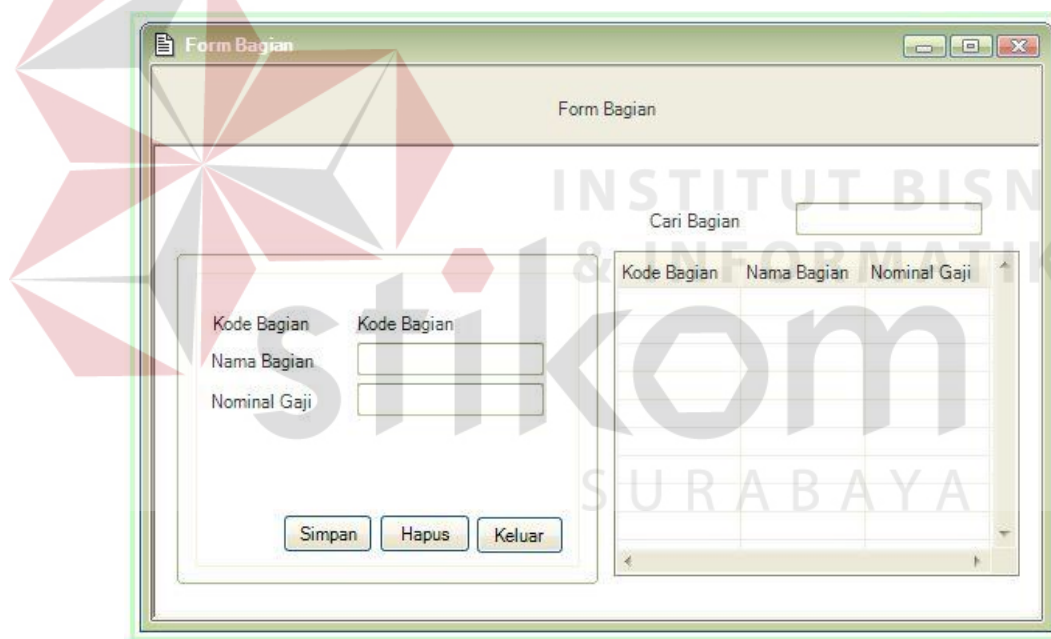 Form Bagian
Form Bagian
INSTITUT BISN
& INFORMATIK
stikom
SURABAYA
Cari Bagian
Kode Bagian Nama Bagian Nominal Gaji
Kode Bagian Kode Bagian
Nama Bagian
Nominal Gaji
Simpan Hapus Keluar